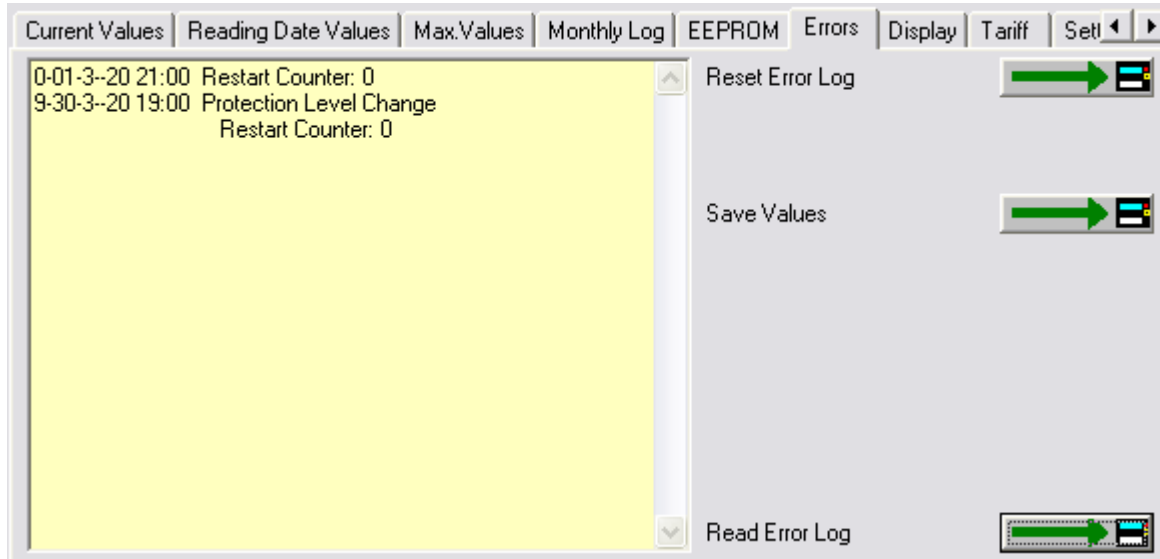 Current Values Reading Date Values Max.Values Monthly Log EEPROM Errors Display Tariff
0-01-3--20 21:00 Restart Counter: 0
9-30-3--20 19:00 Protection Level Change
Restart Counter: 0
Reset Error Log
Save Values
Read Error Log